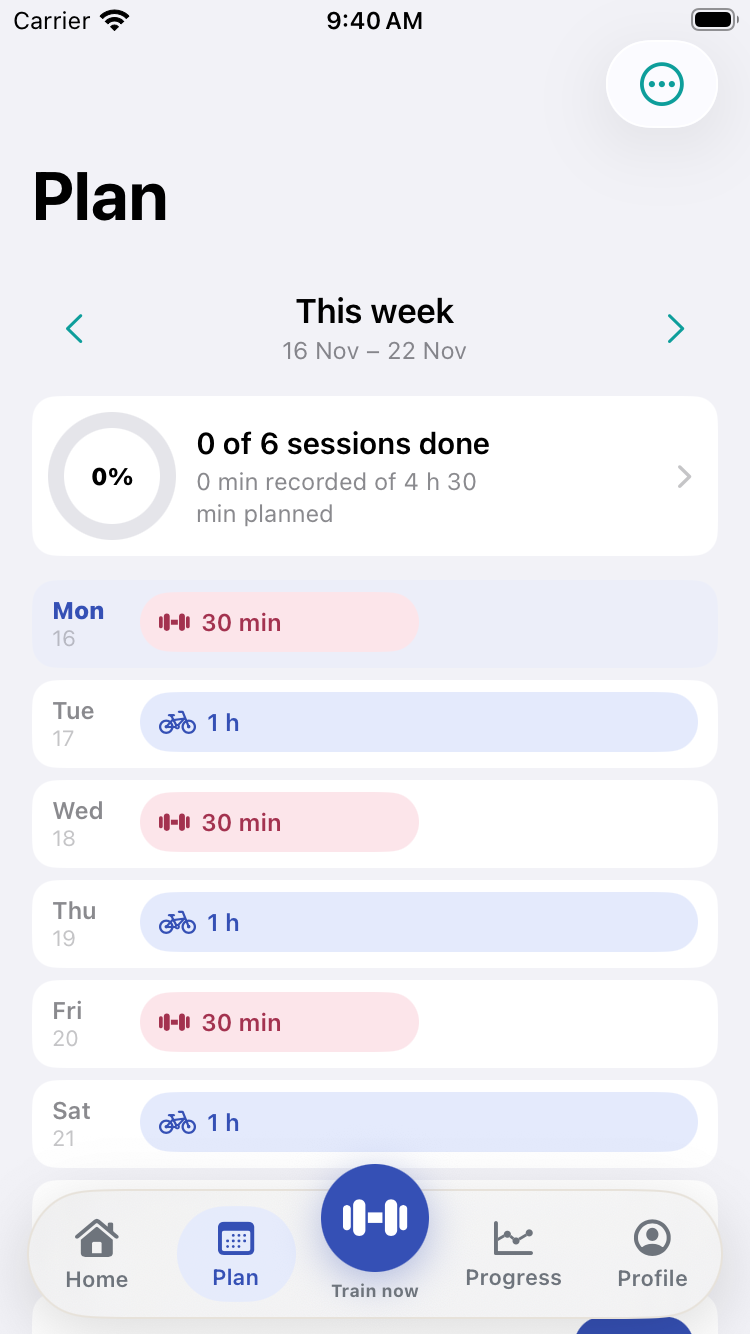 Carrier 9:40 AM
Plan
This week
16 Nov – 22 Nov
0%
0 of 6 sessions done
0 min recorded of 4 h 30
min planned
Mon
16
30 min
Tue
17
1 h
Wed
18
30 min
Thu
19
1 h
Fri
20
30 min
Sat
21
1 h
Home
Plan
Train now
Progress
Profile